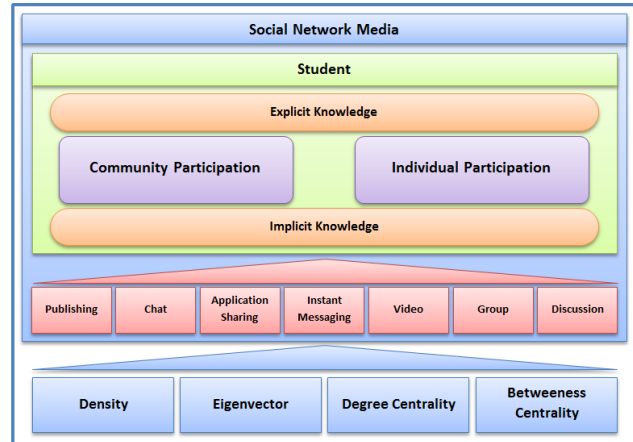 Social Network Media
Student
Explicit Knowledge
Community Participation
Individual Participation
Implicit Knowledge
Publishing
Chat
Application
Sharing
Instant
Messaging
Video
Group
Discussion
Density
Eigenvector
Degree Centrality
Betweeness
Centrality